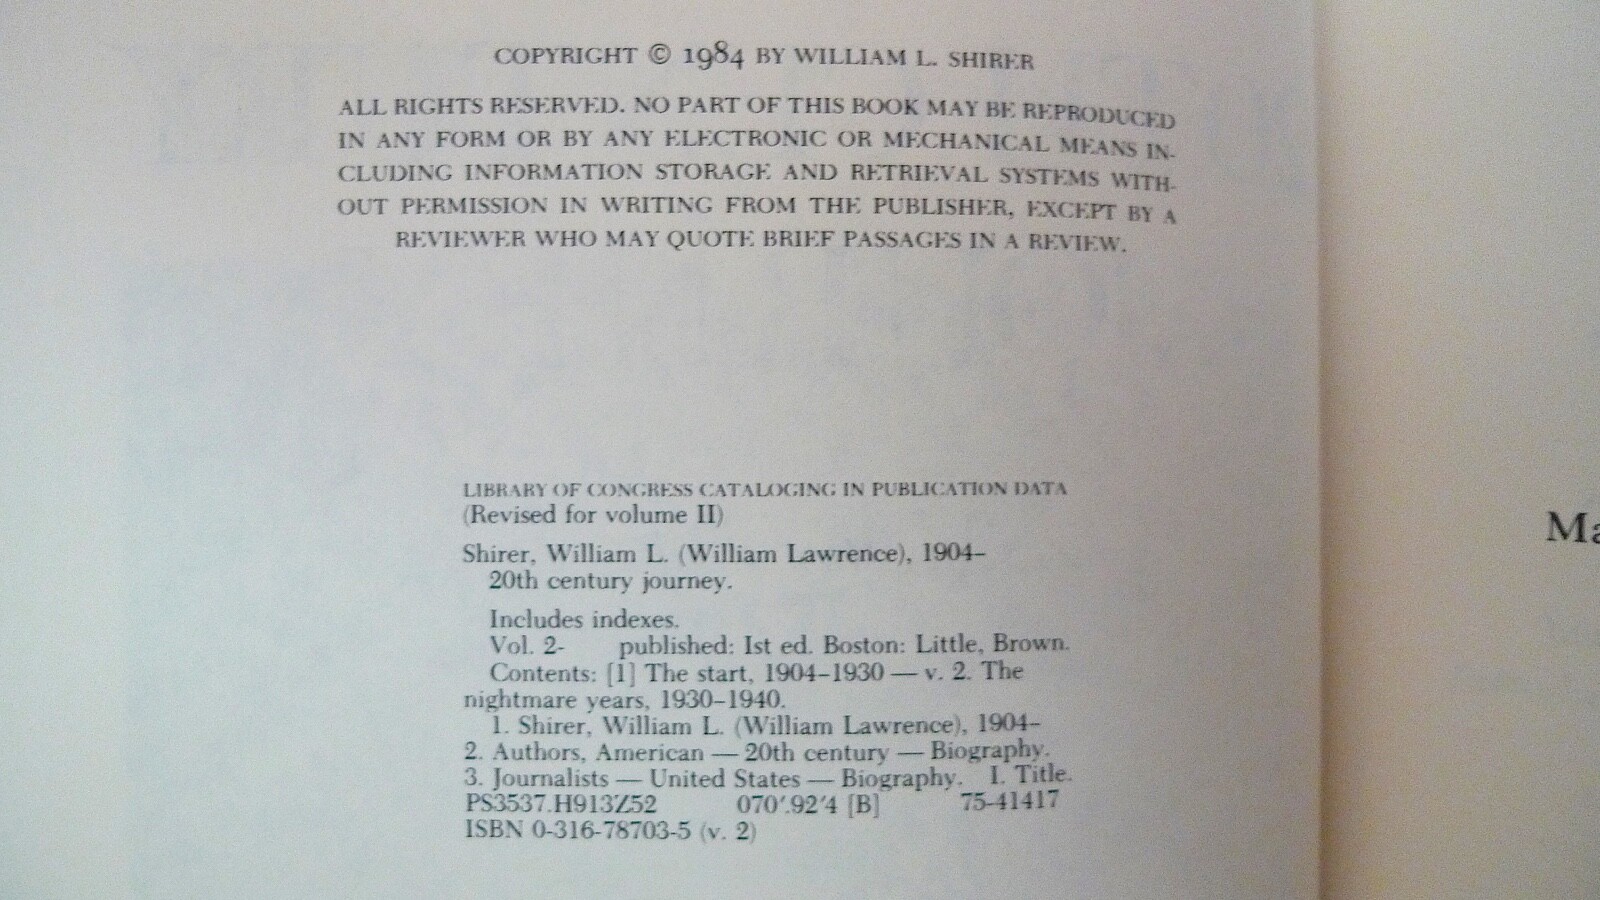 COPYRIGHT © 1984 BY WILLIAM L. SHIRER
ALL RIGHTS RESERVED. NO PART OF THIS BOOK MAY BE REPRODUCED
IN ANY FORM OR BY ANY ELECTRONIC OR MECHANICAL MEANS IN-
CLUDING INFORMATION STORAGE AND RETRIEVAL SYSTEMS WITH-
OUT PERMISSION IN WRITING FROM THE PUBLISHER, EXCEPT BY A
REVIEWER WHO MAY QUOTE BRIEF PASSAGES IN A REVIEW.
LIBRARY OF CONGRESS CATALOGING IN PUBLICATION DATA
(Revised for volume II)
Shirer, William L. (William Lawrence), 1904–
20th century journey.
Includes indexes.
Vol. 2- published: Ist ed. Boston: Little, Brown.
Contents: [1] The start, 1904–1930 — v. 2. The
nightmare years, 1930–1940.
1. Shirer, William L. (William Lawrence), 1904–
2. Authors, American — 20th century — Biography.
3. Journalists — United States — Biography. I. Title.
PS3537.H913Z52 070′.92′4 [B] 75-41417
ISBN 0-316-78703-5 (v. 2)